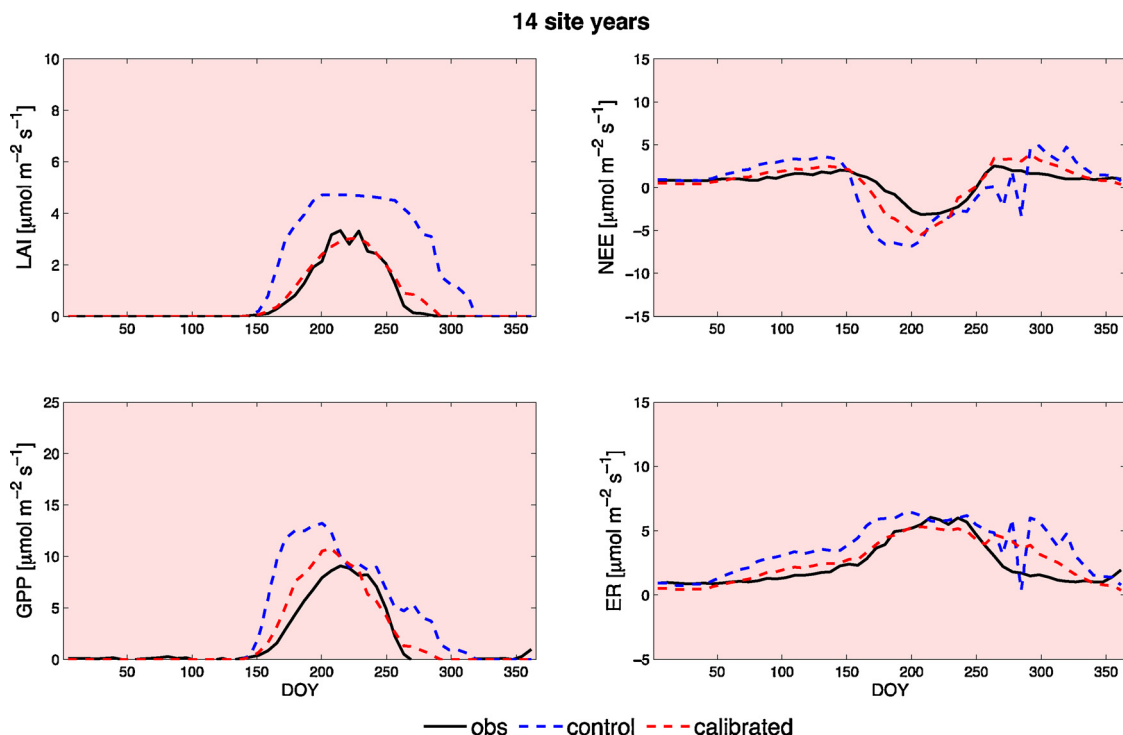 14 site years
LAI [μmol m−2 s−1]
10
8
6
4
2
0
50 100 150 200 250 300 350
NEE [μmol m−2 s−1]
15
10
5
0
−5
−10
−15
50 100 150 200 250 300 350
GPP [μmol m−2 s−1]
25
20
15
10
5
0
50 100 150 200 250 300 350
DOY
ER [μmol m−2 s−1]
15
10
5
0
−5
50 100 150 200 250 300 350
DOY
obs control calibrated